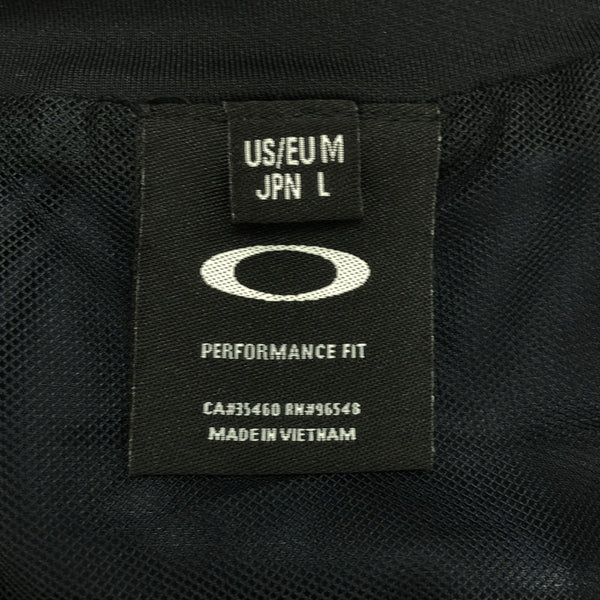 US/EU M
JPN L
PERFORMANCE FIT
CA#35460 RN#96548
MADE IN VIETNAM